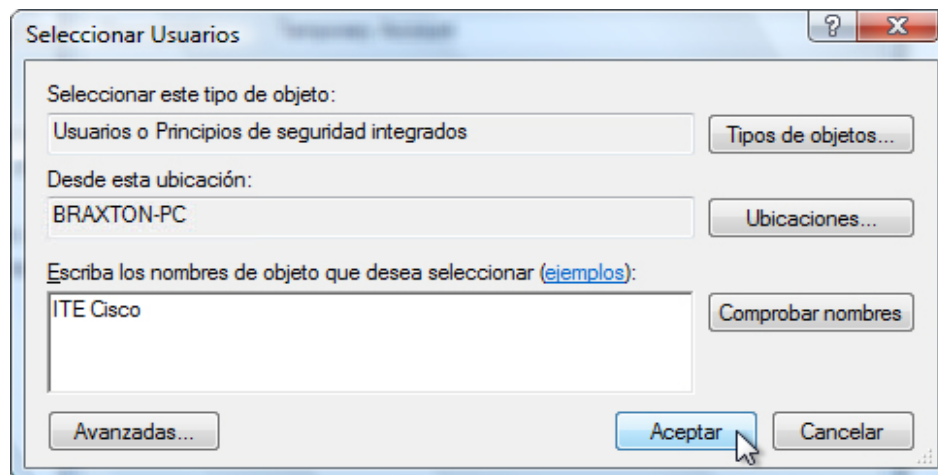 Seleccionar Usuarios
Seleccionar este tipo de objeto:
Usuarios o Principios de seguridad integrados
Tipos de objetos...
Desde esta ubicación:
BRAXTON-PC
Ubicaciones...
Escriba los nombres de objeto que desea seleccionar (ejemplos):
ITE Cisco
Comprobar nombres
Avanzadas...
Aceptar
Cancelar